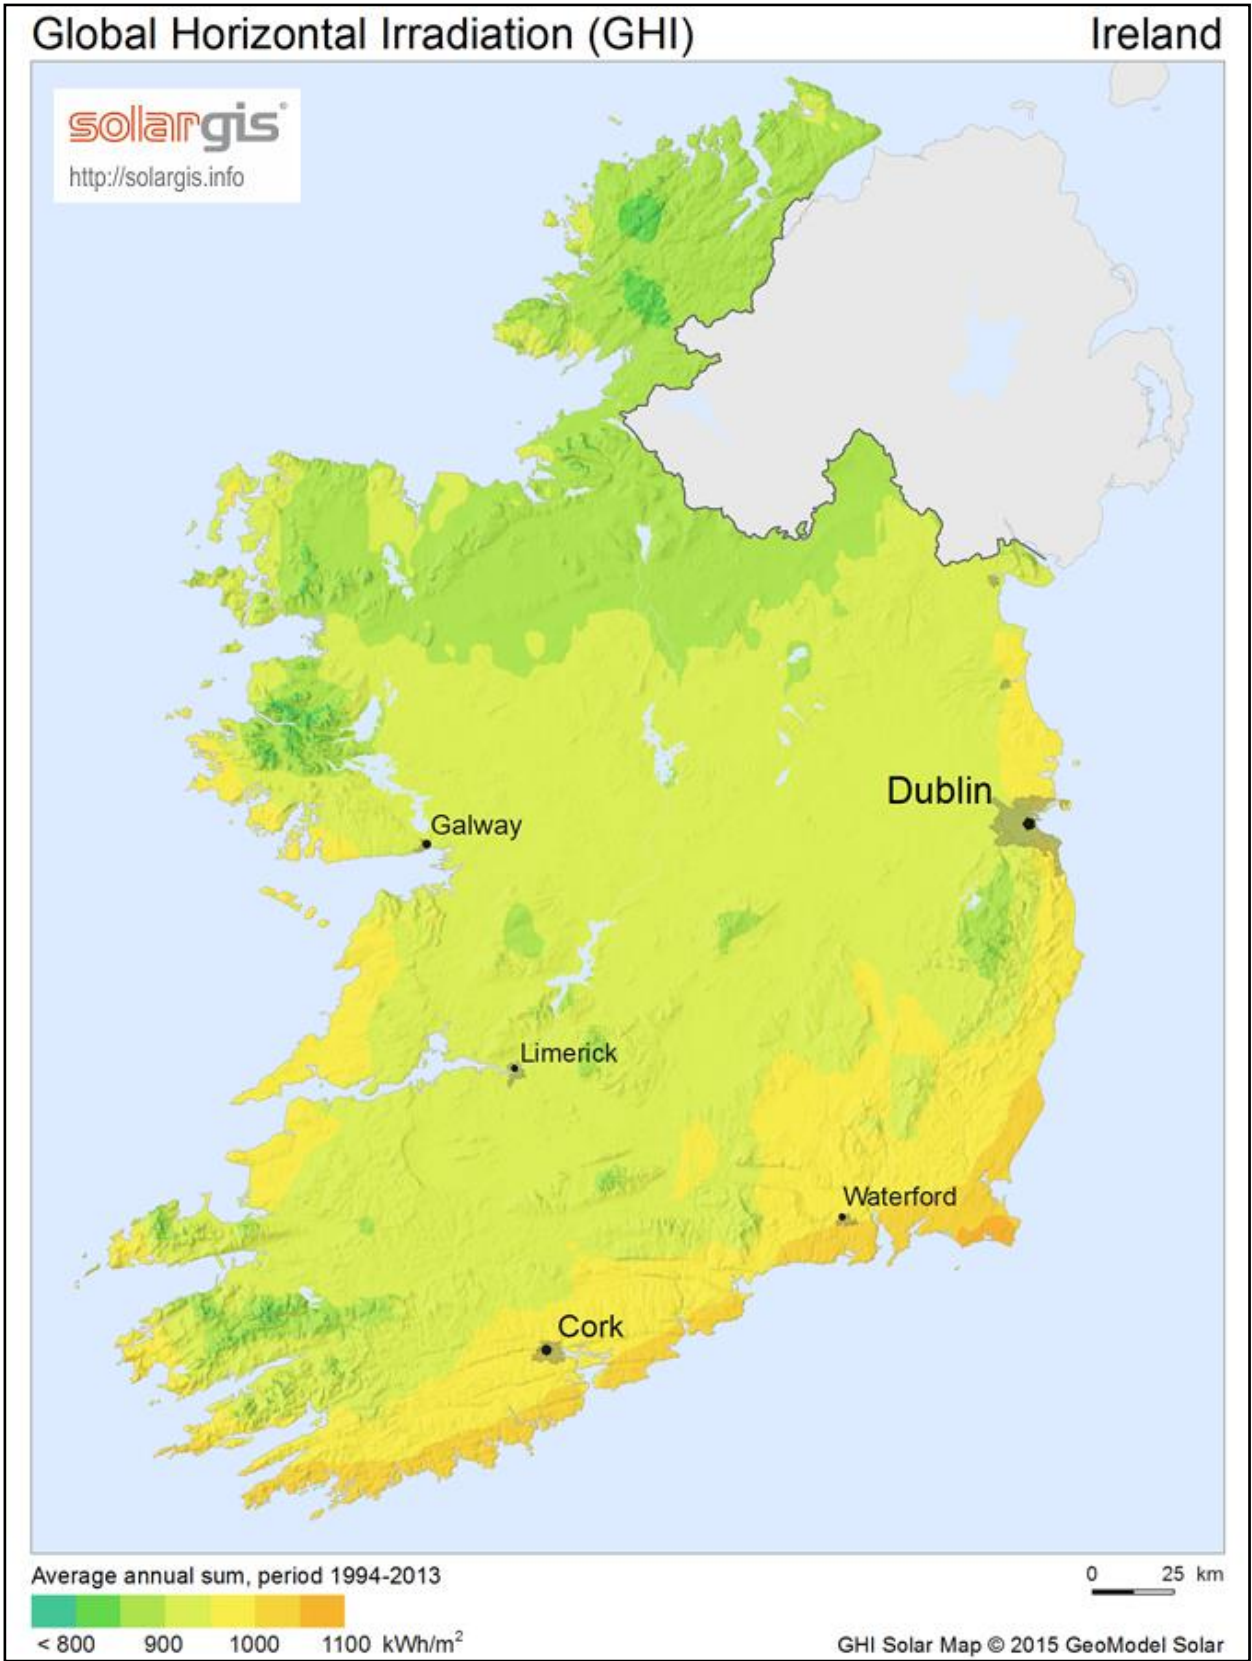 Global Horizontal Irradiation (GHI)
Ireland
solargis®
http://solargis.info
Dublin
Galway
Limerick
Waterford
Cork
Average annual sum, period 1994-2013
< 800 900 1000 1100 kWh/m²
0 25 km
GHI Solar Map © 2015 GeoModel Solar